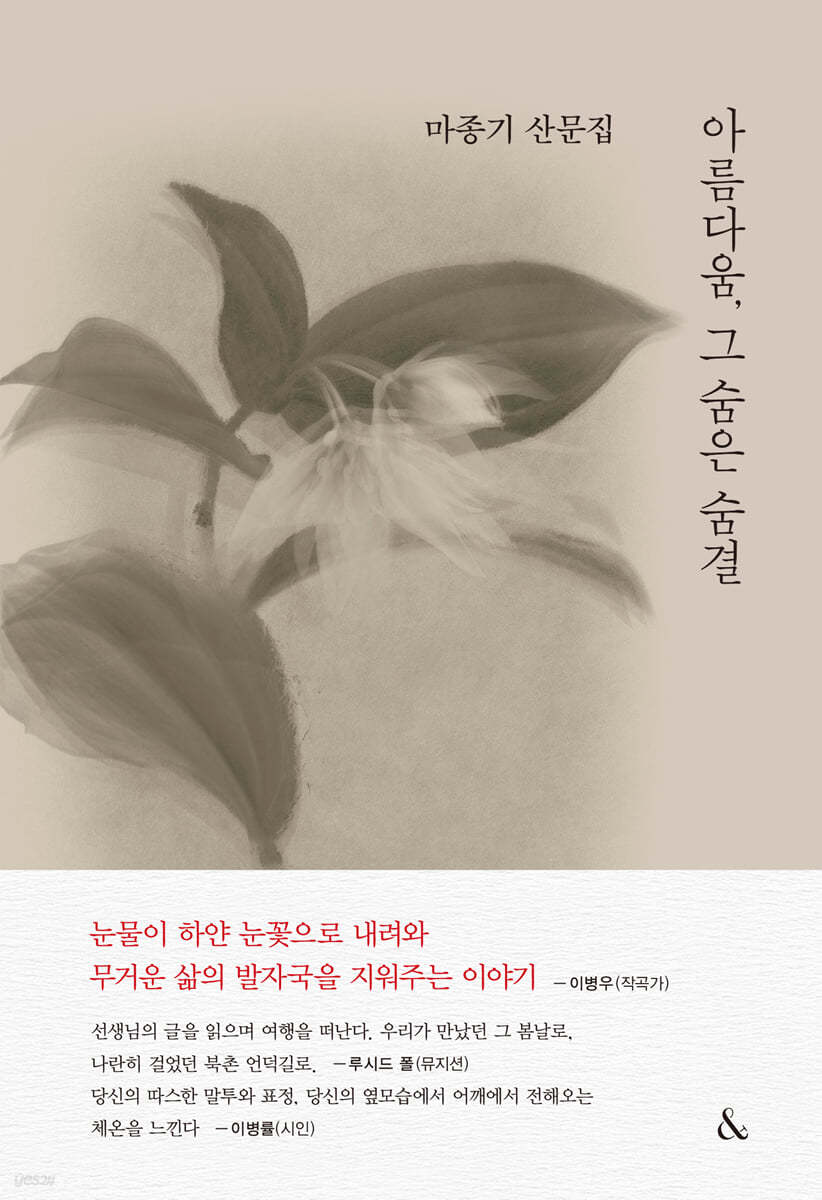 마종기 산문집
아름다움, 그 숨은 숨결
눈물이 하얀 눈꽃으로 내려와
무거운 삶의 발자국을 지워주는 이야기 – 이병우(작곡가)
선생님의 글을 읽으며 여행을 떠난다. 우리가 만났던 그 봄날로,
나란히 걸었던 북촌 언덕길로. – 루시드 폴(뮤지션)
당신의 따스한 말투와 표정, 당신의 옆모습에서 어깨에서 전해오는
체온을 느낀다 – 이병률(시인)
&
yes24